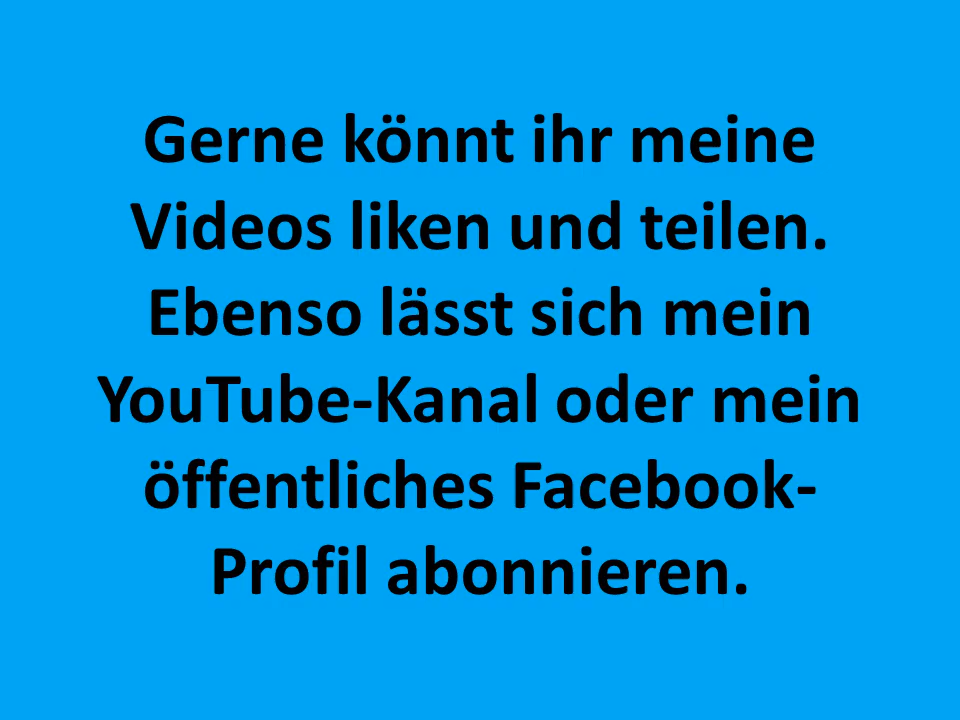 Gerne könnt ihr meine
Videos liken und teilen.
Ebenso lässt sich mein
YouTube-Kanal oder mein
öffentliches Facebook-
Profil abonnieren.